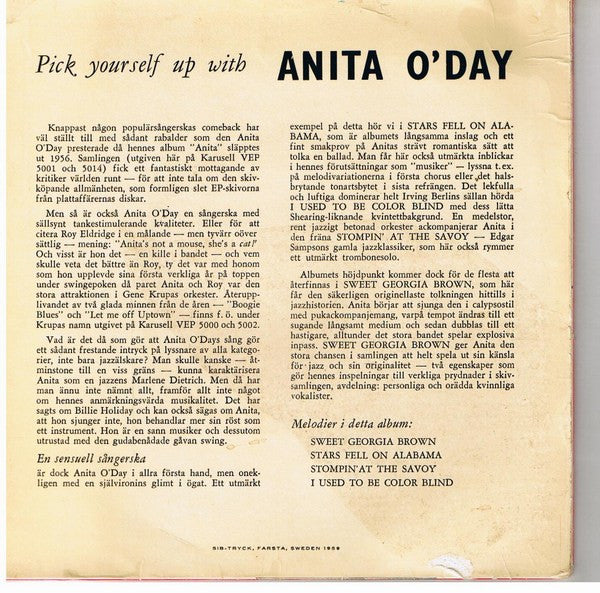 Pick yourself up with ANITA O'DAY
Knappast någon populärsångerskas comeback har
väl ställt till med sådant rabalder som den Anita
O'Day presterade då hennes album "Anita" släpptes
ut 1956. Samlingen (utgiven här på Karusell VEP
5001 och 5014) fick ett fantastiskt mottagande av
kritiker världen runt — för att inte tala om den skiv-
köpande allmänheten, som formligen slet EP-skivorna
från plattaffärernas diskar.
Men så är också Anita O'Day en sångerska med
sällsynt tankestimulerande kvaliteter. Eller för att
citera Roy Eldridge i en målande — men tyvärr oöver-
sättlig — mening: "Anita's not a mouse, she's a cat!"
Och visst är hon det — en kille i bandet — och vem
skulle veta det bättre än Roy, ty det var med honom
som hon upplevde sina första verkliga år på toppen
under swingepoken då paret Anita och Roy var den
stora attraktionen i Gene Krupas orkester. Återupp-
livandet av två glada minnen från de åren — "Boogie
Blues" och "Let me off Uptown" — finns f. ö. under
Krupas namn utgivet på Karusell VEP 5000 och 5002.
Vad är det då som gör att Anita O'Days sång gör
ett sådant frestande intryck på lyssnare av alla katego-
rier, inte bara jazzälskare? Man skulle kanske — åt-
minstone till en viss gräns — kunna karaktärisera
Anita som en jazzens Marlene Dietrich. Men då har
man ännu inte nämnt allt, framför allt inte något
om hennes anmärkningsvärda musikalitet. Det har
sagts om Billie Holiday och kan också sägas om Anita,
att hon sjunger inte, hon behandlar mer sin röst som
ett instrument. Hon är en sann musiker och dessutom
utrustad med den gudabenådade gåvan swing.
En sensuell sångerska
är dock Anita O'Day i allra första hand, men onek-
ligen med en självironins glimt i ögat. Ett utmärkt
exempel på detta hör vi i STARS FELL ON ALA-
BAMA, som är albumets långsamma inslag och ett
fint smakprov på Anitas strävt romantiska sätt att
tolka en ballad. Man får här också utmärkta inblickar
i hennes förutsättningar som "musiker" — lyssna t.ex.
på melodivariationerna i första chorus eller det hals-
brytande tonartsbytet i sista refrängen. Det lekfulla
och luftiga dominerar helt Irving Berlins sällan hörda
I USED TO BE COLOR BLIND med dess lätta
Shearing-liknande kvintettbakgrund. En medelstor,
rent jazzigt betonad orkester ackompanjerar Anita i
den fräna STOMPIN' AT THE SAVOY — Edgar
Sampsons gamla jazzklassiker, som här också rymmer
ett utmärkt trombonesolo.
Albumets höjdpunkt kommer dock för de flesta att
återfinnas i SWEET GEORGIA BROWN, som här
får den säkerligen originellaste tolkningen hittills i
jazzhistorien. Anita börjar att sjunga den i calypsostil
med pukackompanjemang, varpå tempot ändras till ett
sugande långsamt medium och sedan dubblas till ett
hastigare, alltunder det stora bandet spelar explosiva
inpass. SWEET GEORGIA BROWN ger Anita den
stora chansen i samlingen att helt spela ut sin känsla
för jazz och sin originalitet — två egenskaper som
gör hennes inspelningar till verkliga prydnader i skiv-
samlingen, avdelning: personliga och orädda kvinnliga
vokalister.
Melodier i detta album:
SWEET GEORGIA BROWN
STARS FELL ON ALABAMA
STOMPIN'AT THE SAVOY
I USED TO BE COLOR BLIND
SIB-TRYCK, FARSTA, SWEDEN 1959